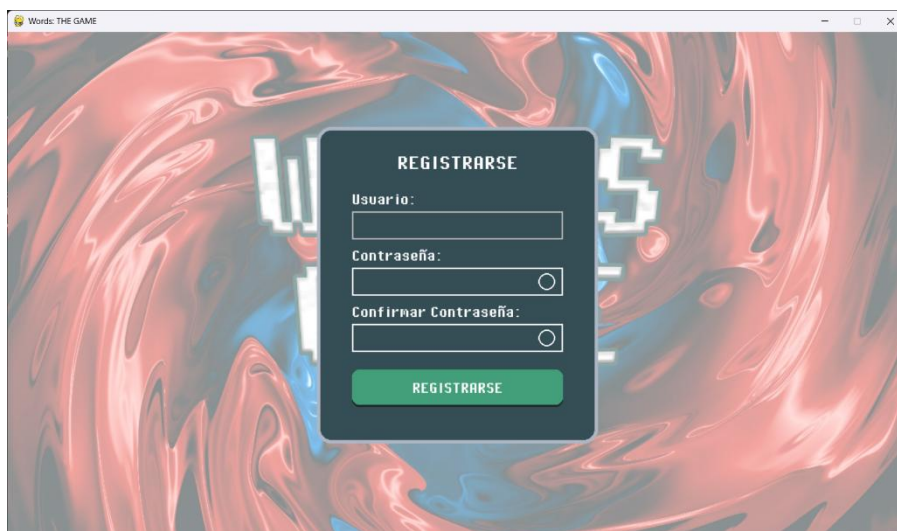 Words: THE GAME
REGISTRARSE
Usuario:
Contraseña:
Confirmar Contraseña:
REGISTRARSE